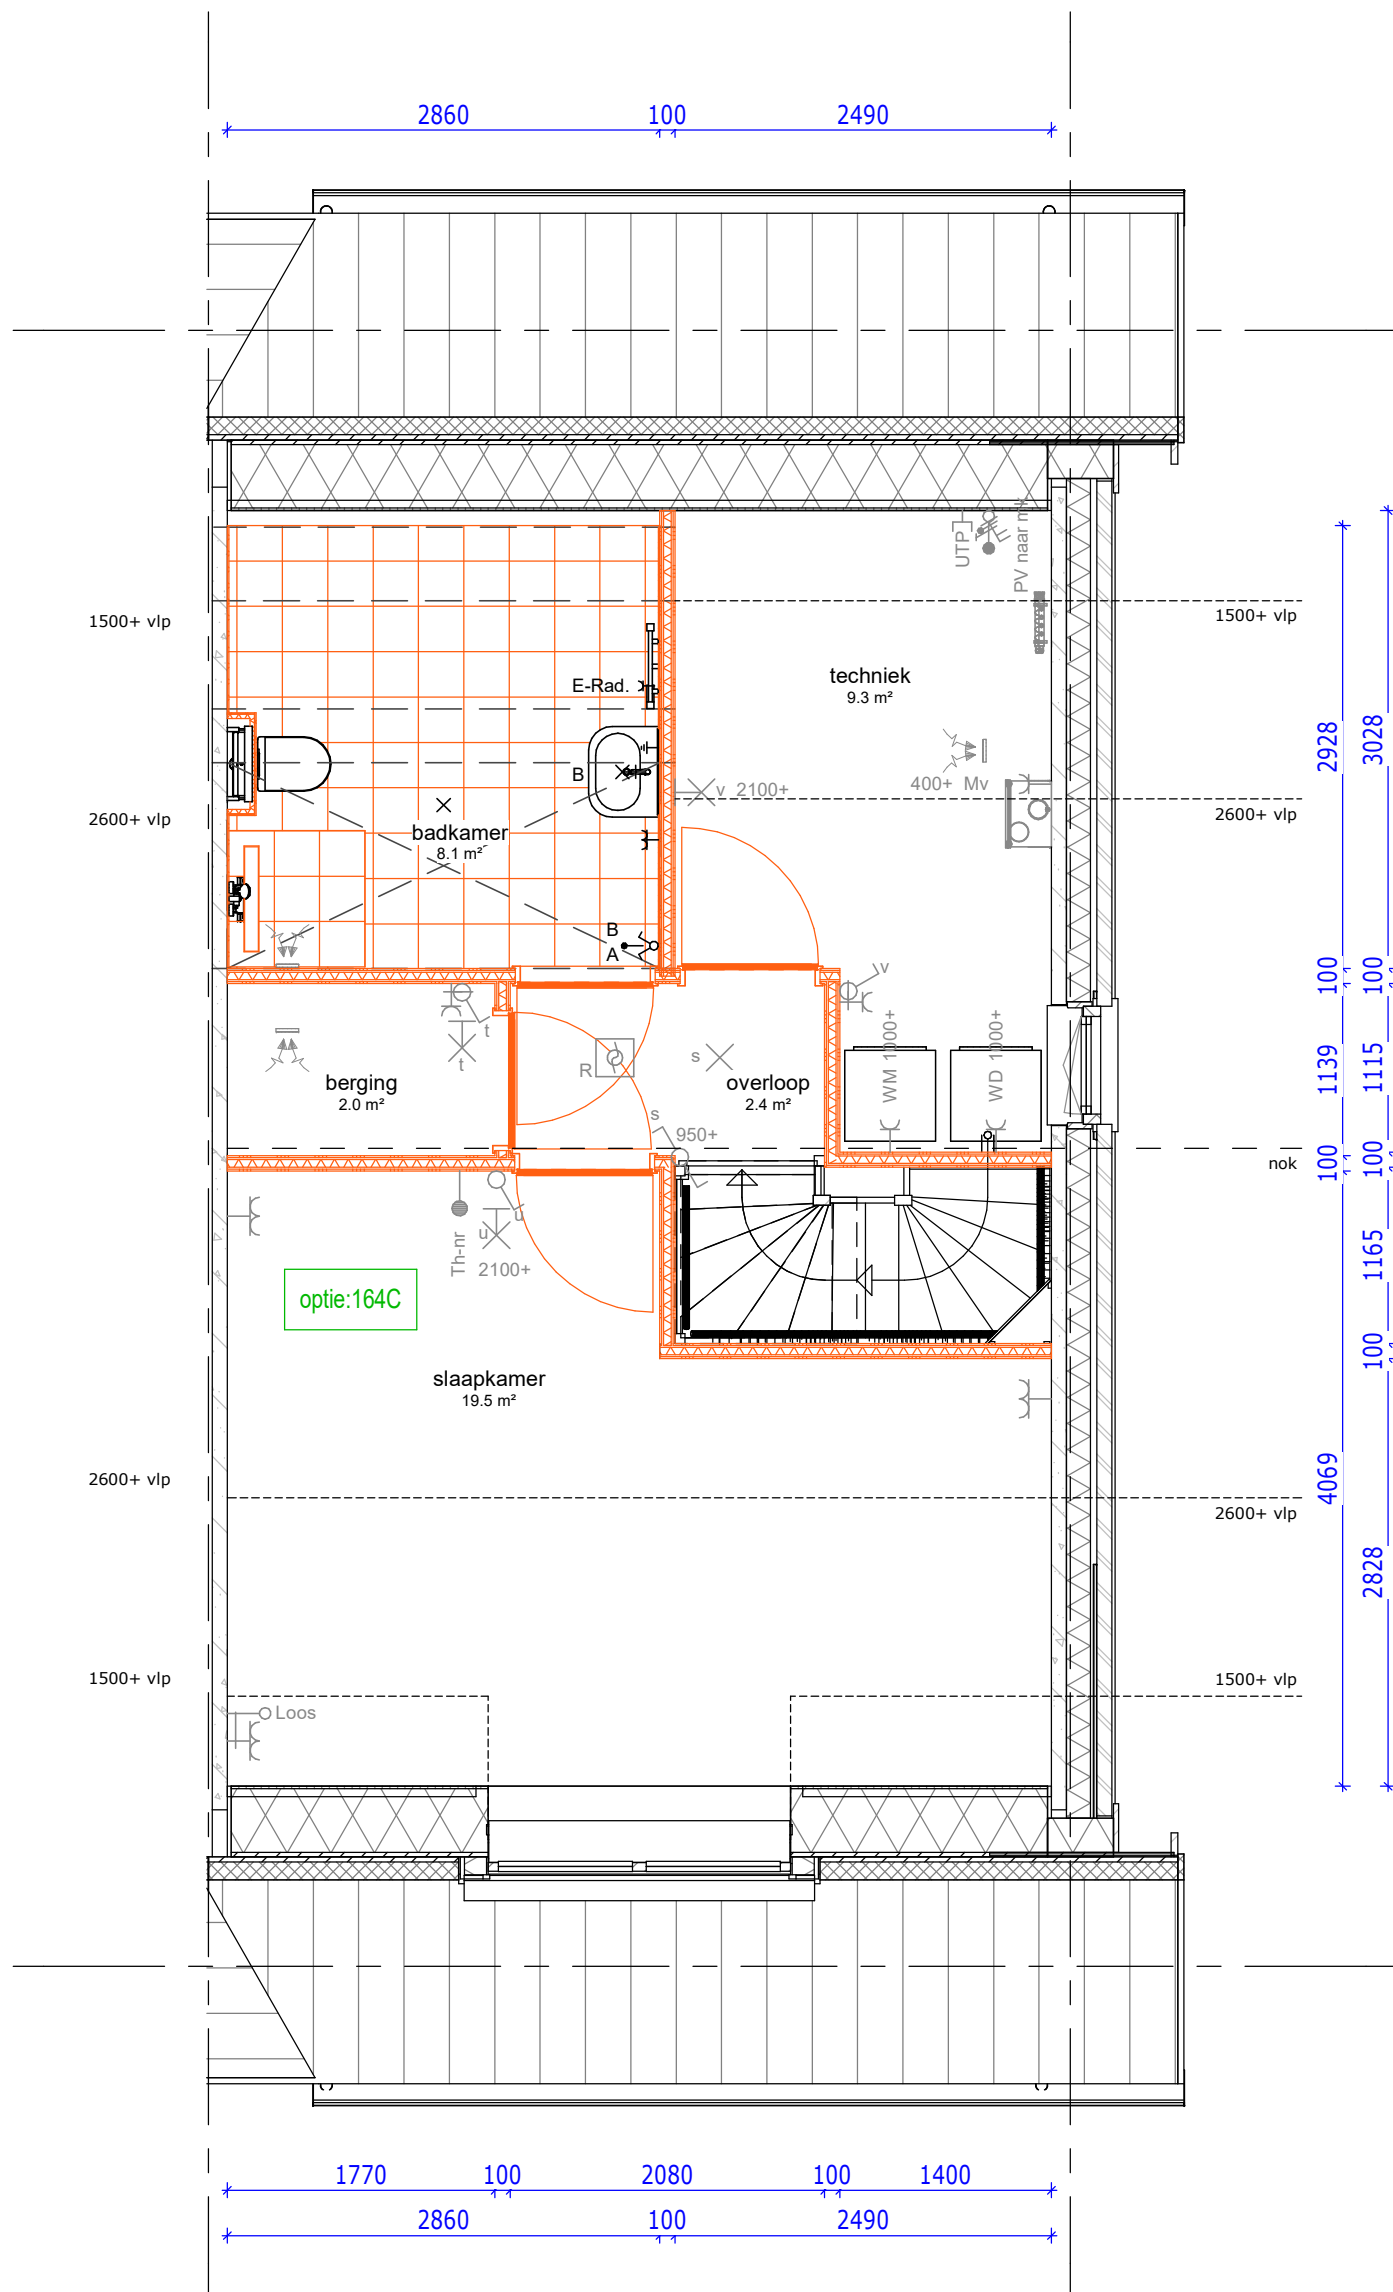 2860 100 2490
1500+ vlp
1500+ vlp
UTP
PV naar mk
techniek
9.3 m²
E-Rad.
2928
3028
400+ Mv
B
v 2100+
2600+ vlp
2600+ vlp
badkamer
8.1 m²
B
A
v
100
100
t
t
R
s
berging
2.0 m²
overloop
2.4 m²
WM 1000+
WD 1000+
1139
1115
s
950+
nok
100
100
Th-nr
u
u
2100+
optie:164C
1165
100
slaapkamer
19.5 m²
2600+ vlp
2600+ vlp
4069
2828
1500+ vlp
1500+ vlp
Loos
1770 100 2080 100 1400
2860 100 2490